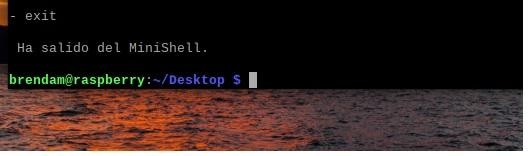 - exit
Ha salido del MiniShell.
brendam@raspberry:~/Desktop $